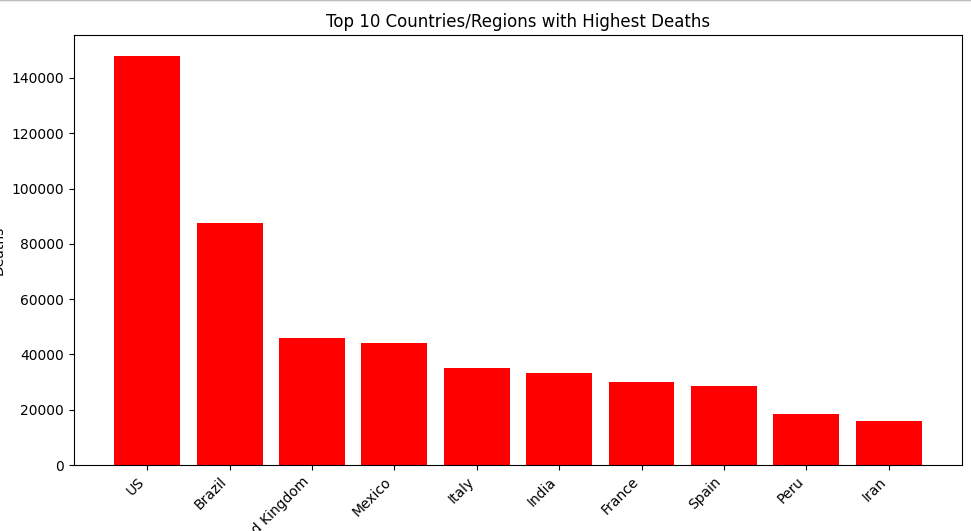 Top 10 Countries/Regions with Highest Deaths
140000
120000
100000
80000
60000
40000
20000
0
Deaths
US
Brazil
d Kingdom
Mexico
Italy
India
France
Spain
Peru
Iran